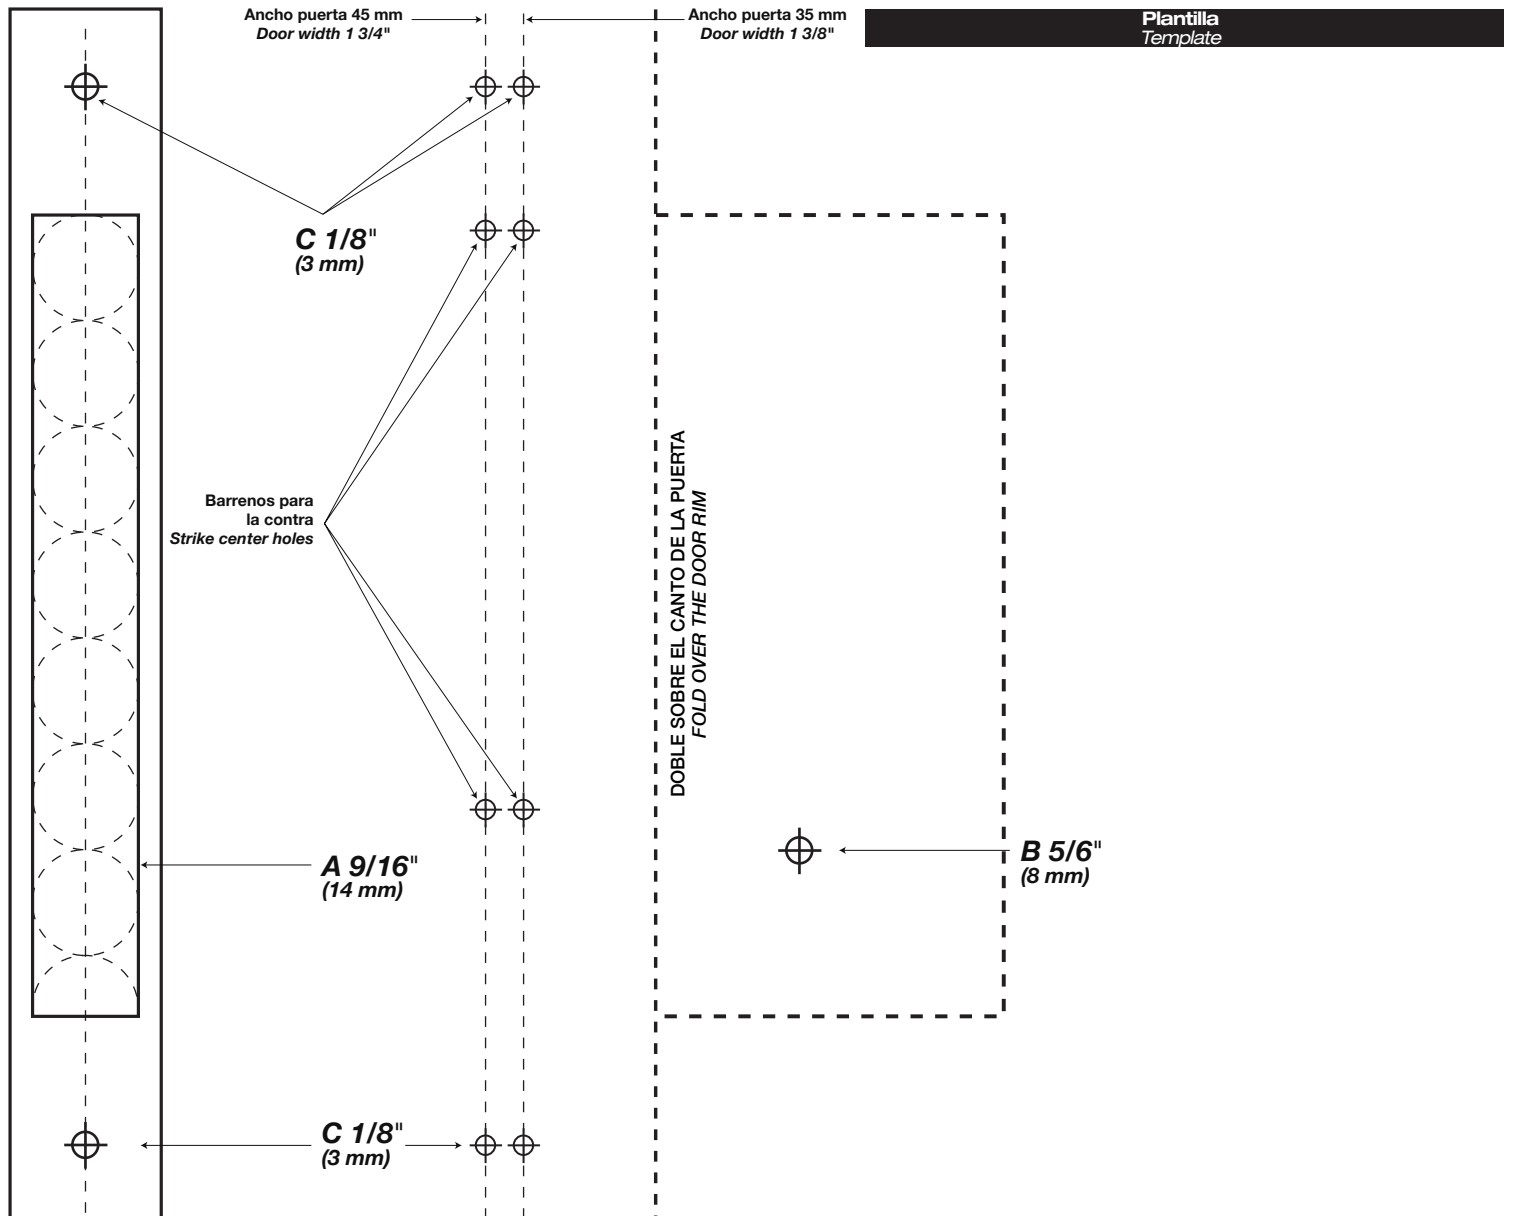 Ancho puerta 45 mm
Door width 1 3/4"
Ancho puerta 35 mm
Door width 1 3/8"
Plantilla
Template
C 1/8"
(3 mm)
Barrenos para
la contra
Strike center holes
DOBLE SOBRE EL CANTO DE LA PUERTA
FOLD OVER THE DOOR RIM
A 9/16"
(14 mm)
B 5/6"
(8 mm)
C 1/8"
(3 mm)